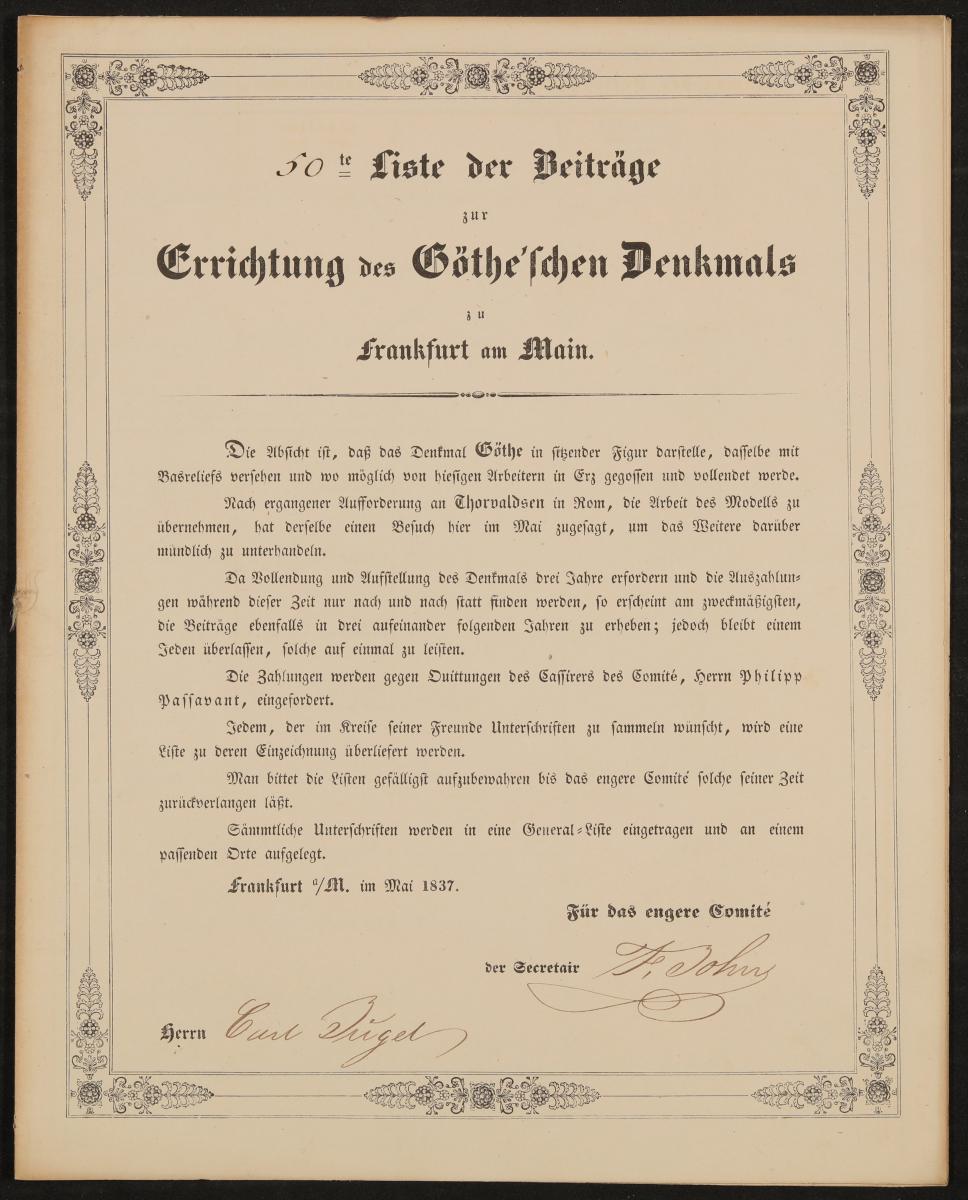 50te Liste der Beiträge
zur
Errichtung des Göthe'schen Denkmals
zu
Frankfurt am Main.
Die Absicht ist, daß das Denkmal Göthe in sitzender Figur darstelle, dasselbe mit
Basreliefs versehen und wo möglich von hiesigen Arbeitern in Erz gegossen und vollendet werde.
Nach ergangener Aufforderung an Thorvaldsen in Rom, die Arbeit des Modells zu
übernehmen, hat derselbe einen Besuch hier im Mai zugesagt, um das Weitere darüber
mündlich zu unterhandeln.
Da Vollendung und Aufstellung des Denkmals drei Jahre erfordern und die Auszahlun-
gen während dieser Zeit nur nach und nach statt finden werden, so erscheint am zweckmäßigsten,
die Beiträge ebenfalls in drei aufeinander folgenden Jahren zu erheben; jedoch bleibt einem
Jeden überlassen, solche auf einmal zu leisten.
Die Zahlungen werden gegen Quittungen des Cassirers des Comité, Herrn Philipp
Passavant, eingefordert.
Jedem, der im Kreise seiner Freunde Unterschriften zu sammeln wünscht, wird eine
Liste zu deren Einzeichnung überliefert werden.
Man bittet die Listen gefälligst aufzubewahren bis das engere Comité solche seiner Zeit
zurückverlangen läßt.
Sämmtliche Unterschriften werden in eine General-Liste eingetragen und an einem
passenden Orte aufgelegt.
Frankfurt a/M. im Mai 1837.
Für das engere Comité
der Secretair F. John
Herrn Carl Jügel